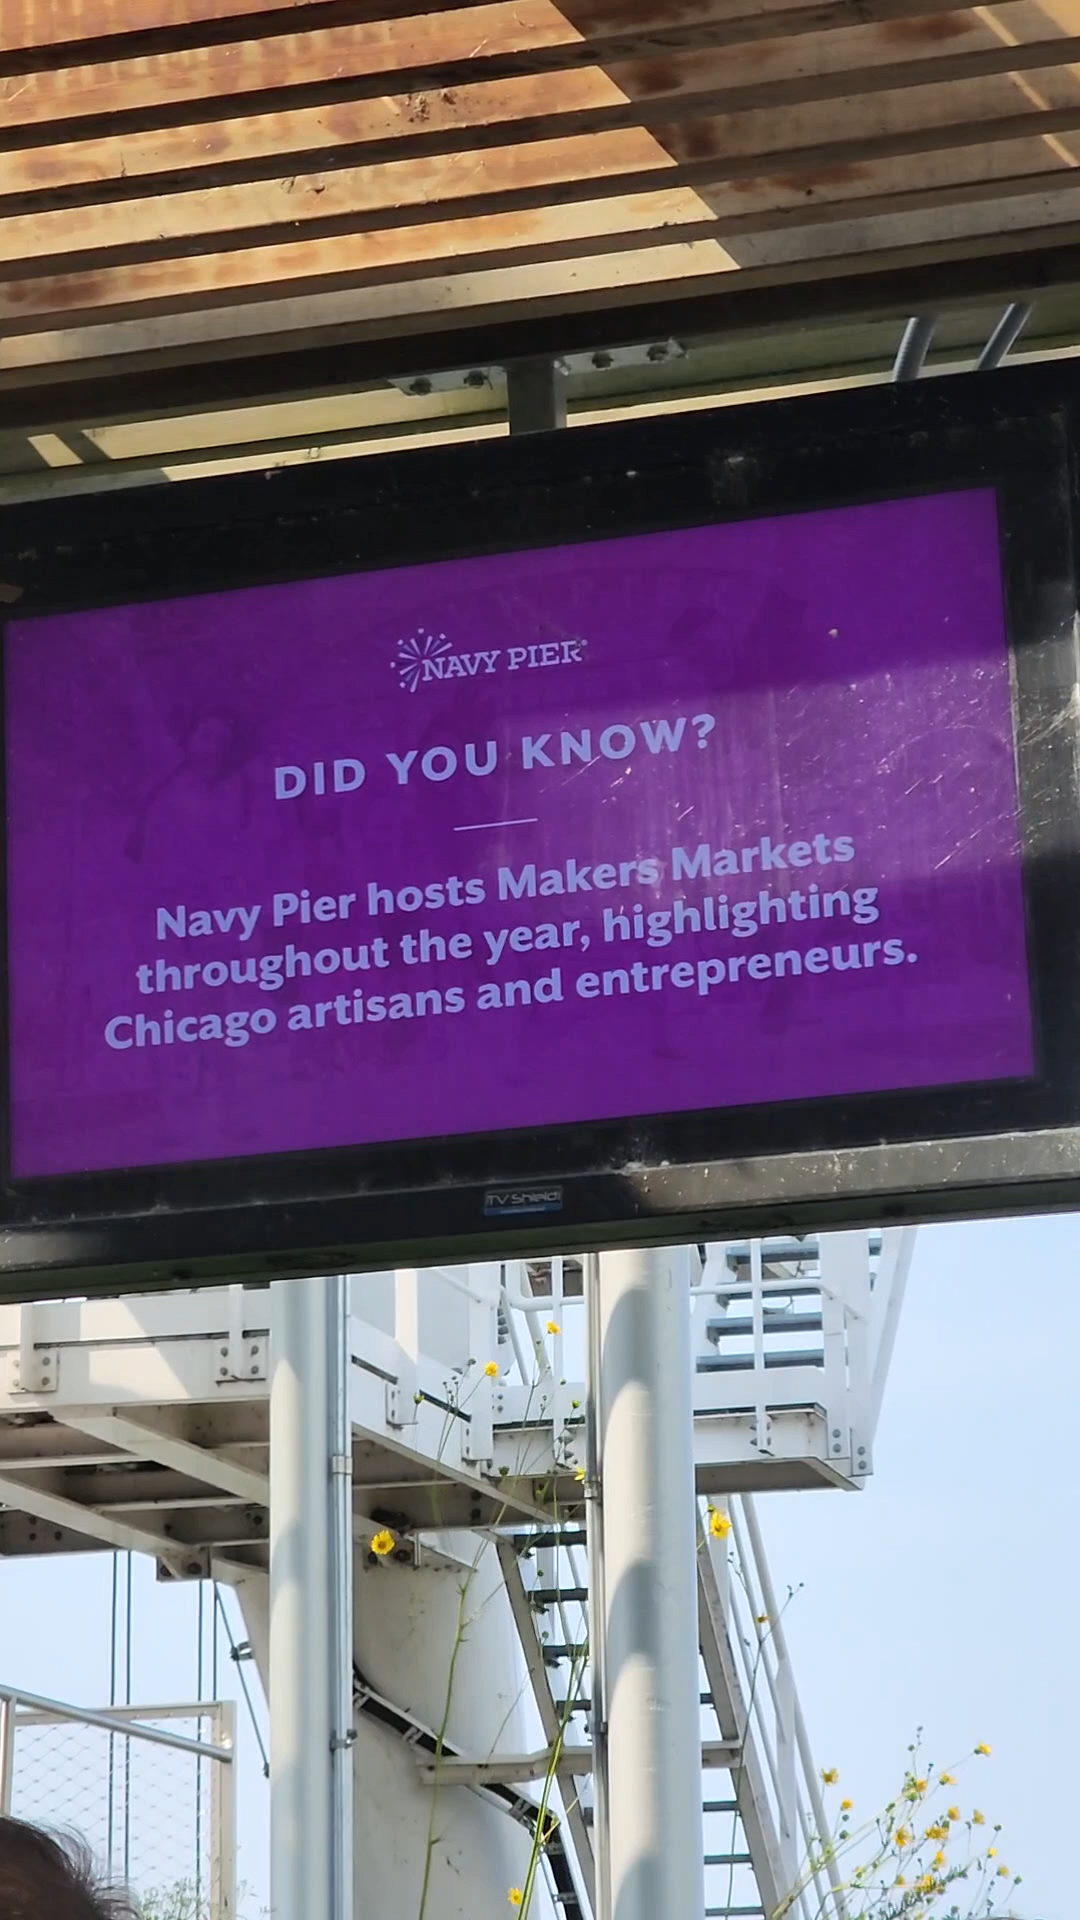 NAVY PIER
DID YOU KNOW?
Navy Pier hosts Makers Markets
throughout the year, highlighting
Chicago artisans and entrepreneurs.
TV Shield